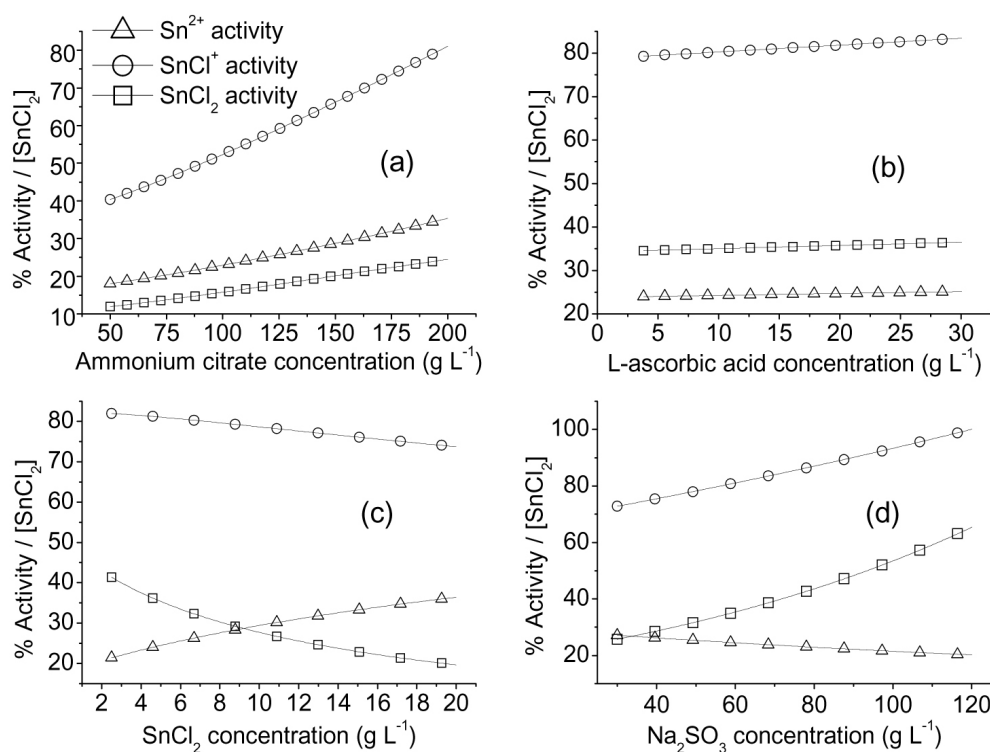 Sn²⁺ activity
SnCl⁺ activity
SnCl₂ activity
(a)
% Activity / [SnCl₂]
80
70
60
50
40
30
20
10
50 75 100 125 150 175 200
Ammonium citrate concentration (g L⁻¹)
(b)
% Activity / [SnCl₂]
80
70
60
50
40
30
20
0 5 10 15 20 25 30
L-ascorbic acid concentration (g L⁻¹)
(c)
% Activity / [SnCl₂]
80
70
60
50
40
30
20
2 4 6 8 10 12 14 16 18 20
SnCl₂ concentration (g L⁻¹)
(d)
% Activity / [SnCl₂]
100
80
60
40
20
40 60 80 100 120
Na₂SO₃ concentration (g L⁻¹)